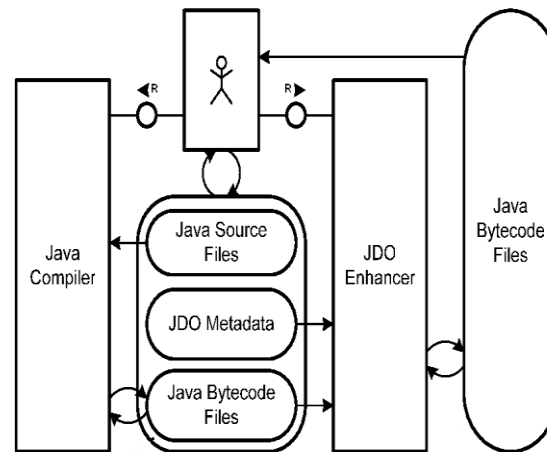 R
R
Java Source
Files
Java
Compiler
JDO
Enhancer
Java
Bytecode
Files
JDO Metadata
Java Bytecode
Files